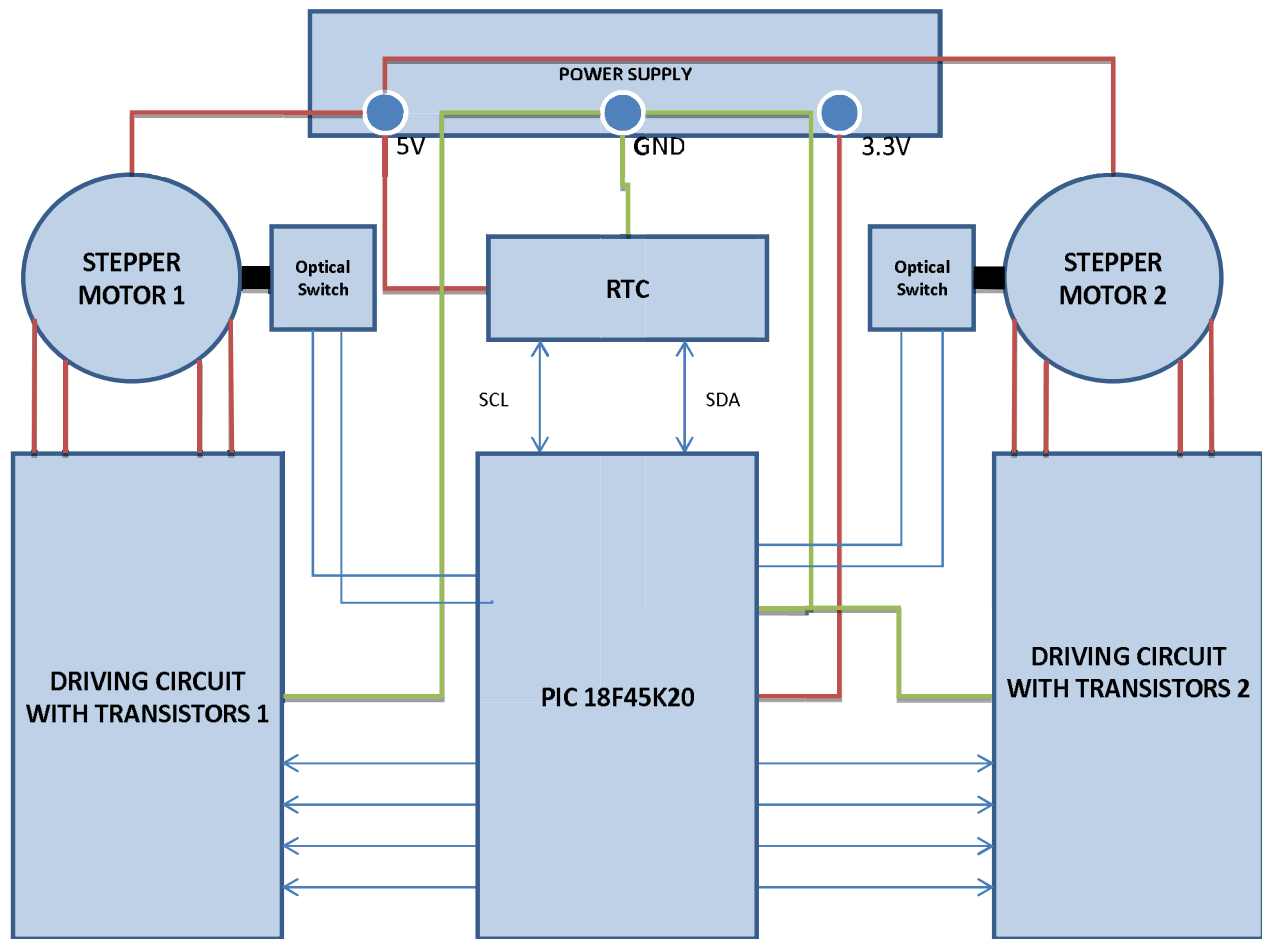 POWER SUPPLY
5V
GND
3.3V
STEPPER
MOTOR 1
Optical
Switch
RTC
Optical
Switch
STEPPER
MOTOR 2
SCL
SDA
DRIVING CIRCUIT
WITH TRANSISTORS 1
PIC 18F45K20
DRIVING CIRCUIT
WITH TRANSISTORS 2